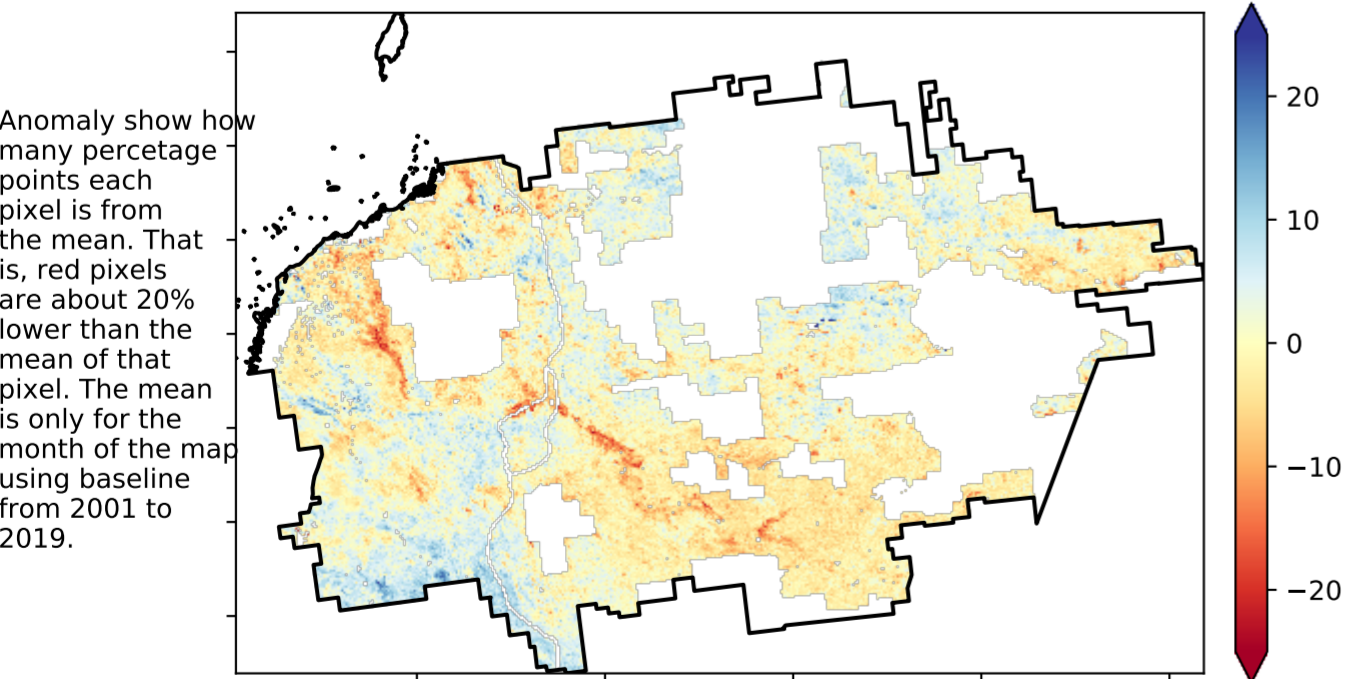 Anomaly show how
many percetage
points each
pixel is from
the mean. That
is, red pixels
are about 20%
lower than the
mean of that
pixel. The mean
is only for the
month of the map
using baseline
from 2001 to
2019.
20
10
0
−10
−20